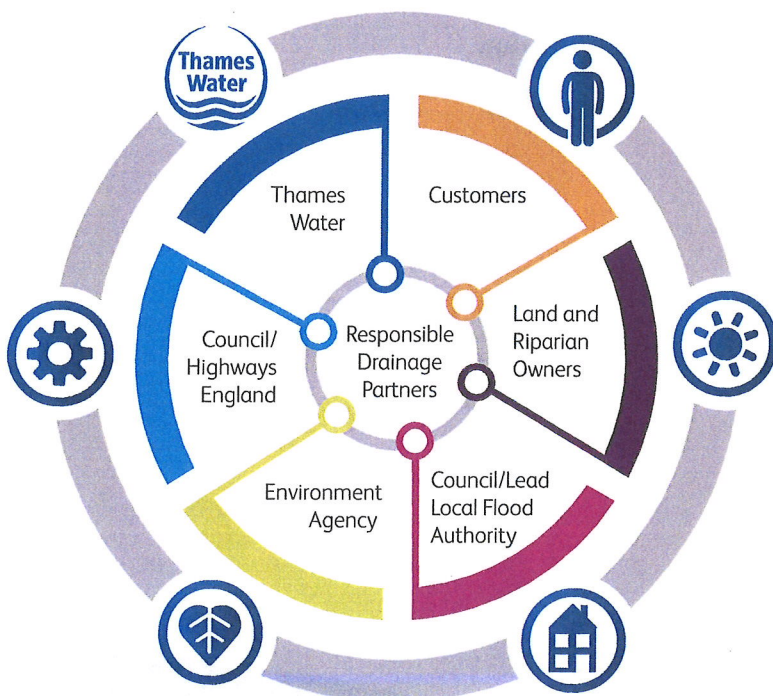 Thames
Water
Thames
Water
Customers
Land and
Riparian
Owners
Council/Lead
Local Flood
Authority
Environment
Agency
Council/
Highways
England
Responsible
Drainage
Partners